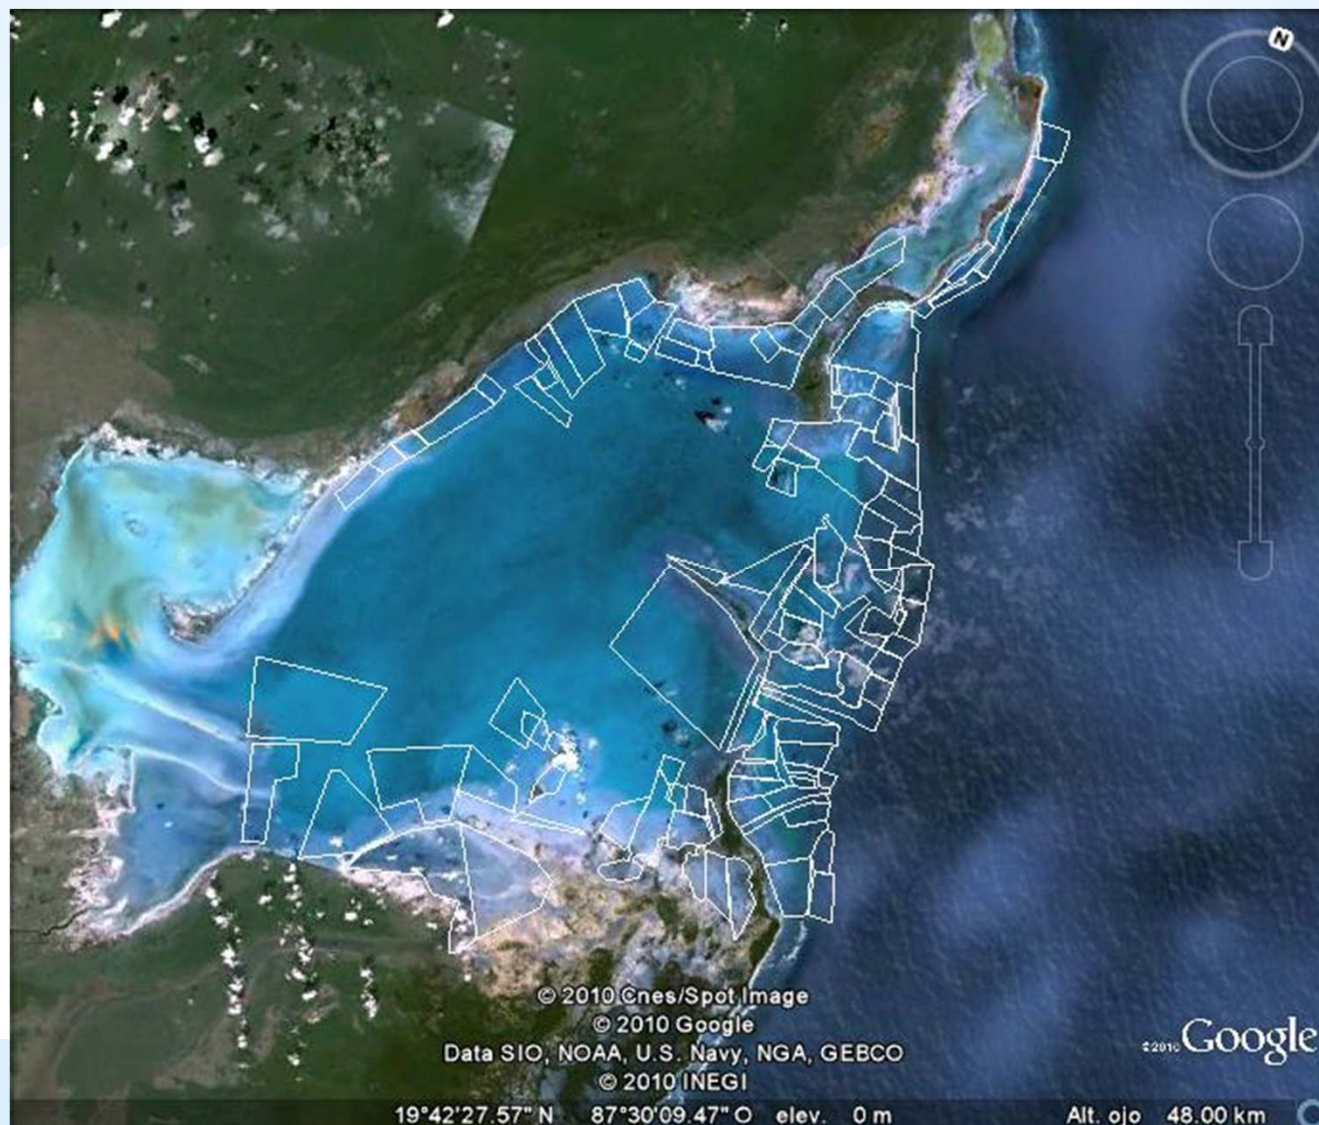 N
© 2010 Cnes/Spot Image
© 2010 Google
Data SIO, NOAA, U.S. Navy, NGA, GEBCO
© 2010 INEGI
©2010 Google
19°42'27.57" N 87°30'09.47" O elev. 0 m Alt. ojo 48.00 km